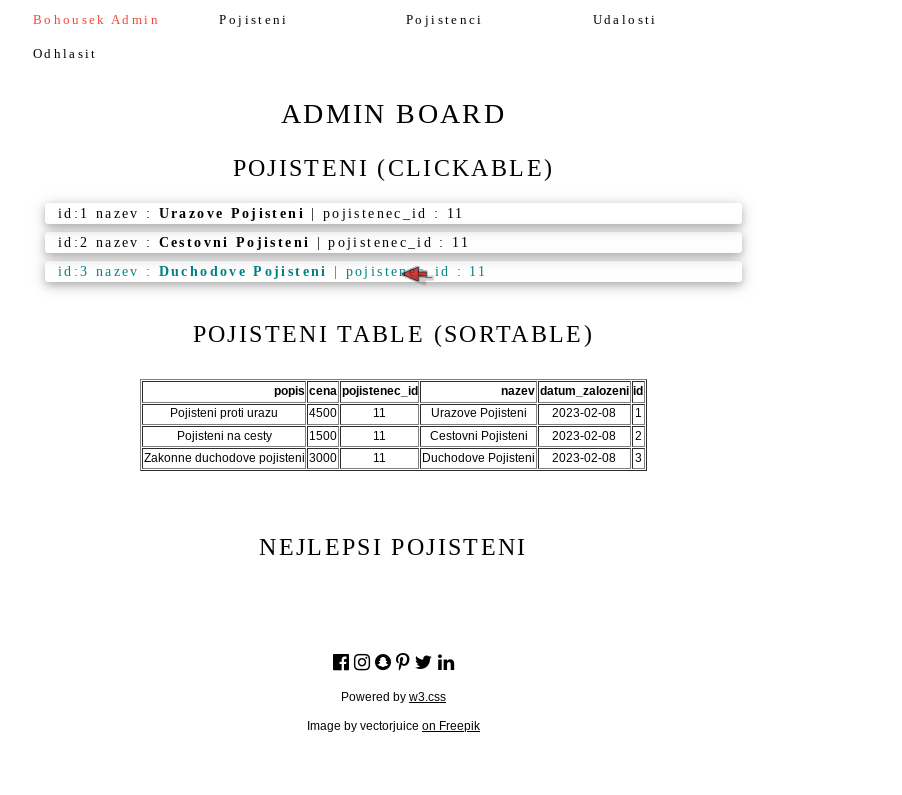 Bohousek Admin Pojisteni Pojistenci Udalosti
Odhlasit
ADMIN BOARD
POJISTENI (CLICKABLE)
id:1 nazev : Urazove Pojisteni | pojistenec_id : 11
id:2 nazev : Cestovni Pojisteni | pojistenec_id : 11
id:3 nazev : Duchodove Pojisteni | pojistenec_id : 11
POJISTENI TABLE (SORTABLE)
popis cena pojistenec_id nazev datum_zalozeni id
Pojisteni proti urazu 4500 11 Urazove Pojisteni 2023-02-08 1
Pojisteni na cesty 1500 11 Cestovni Pojisteni 2023-02-08 2
Zakonne duchodove pojisteni 3000 11 Duchodove Pojisteni 2023-02-08 3
NEJLEPSI POJISTENI
Powered by w3.css
Image by vectorjuice on Freepik